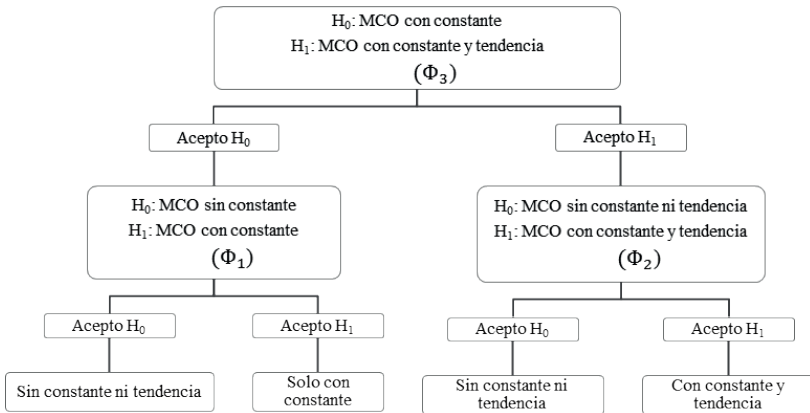 H₀: MCO con constante
H₁: MCO con constante y tendencia
(Φ₃)
Acepto H₀
Acepto H₁
H₀: MCO sin constante
H₁: MCO con constante
(Φ₁)
H₀: MCO sin constante ni tendencia
H₁: MCO con constante y tendencia
(Φ₂)
Acepto H₀
Acepto H₁
Acepto H₀
Acepto H₁
Sin constante ni tendencia
Solo con
constante
Sin constante ni
tendencia
Con constante y
tendencia